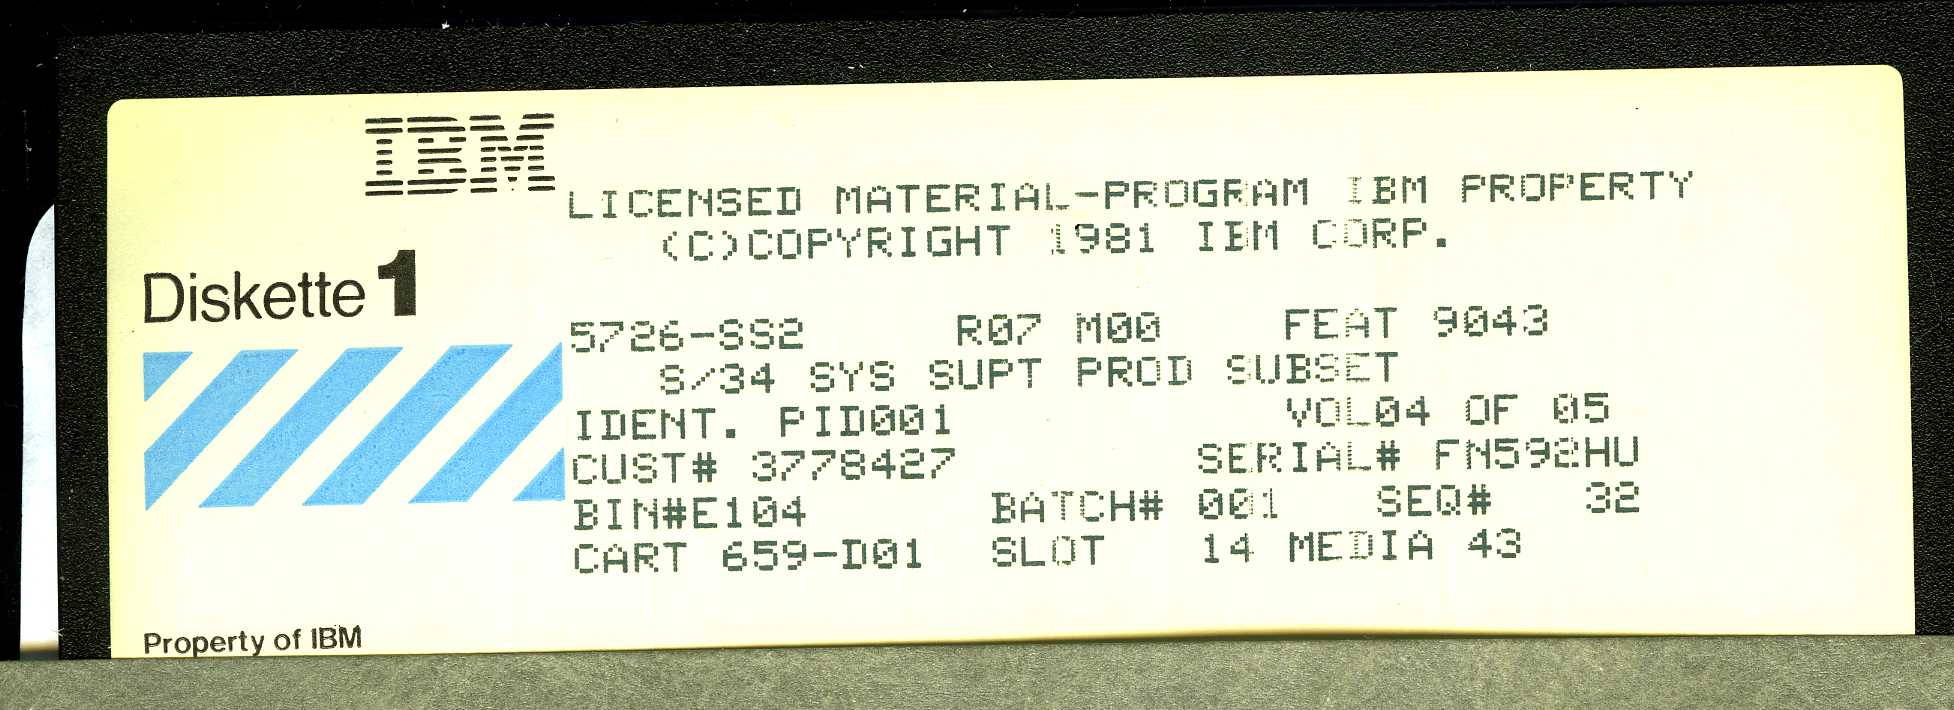 IBM
LICENSED MATERIAL-PROGRAM IBM PROPERTY
(C)COPYRIGHT 1981 IBM CORP.
Diskette 1
5726-SS2 R07 M00 FEAT 9043
S/34 SYS SUPT PROD SUBSET
IDENT. PID001 VOL04 OF 05
CUST# 3778427 SERIAL# FN592HU
BIN#E104 BATCH# 001 SEQ# 32
CART 659-D01 SLOT 14 MEDIA 43
Property of IBM